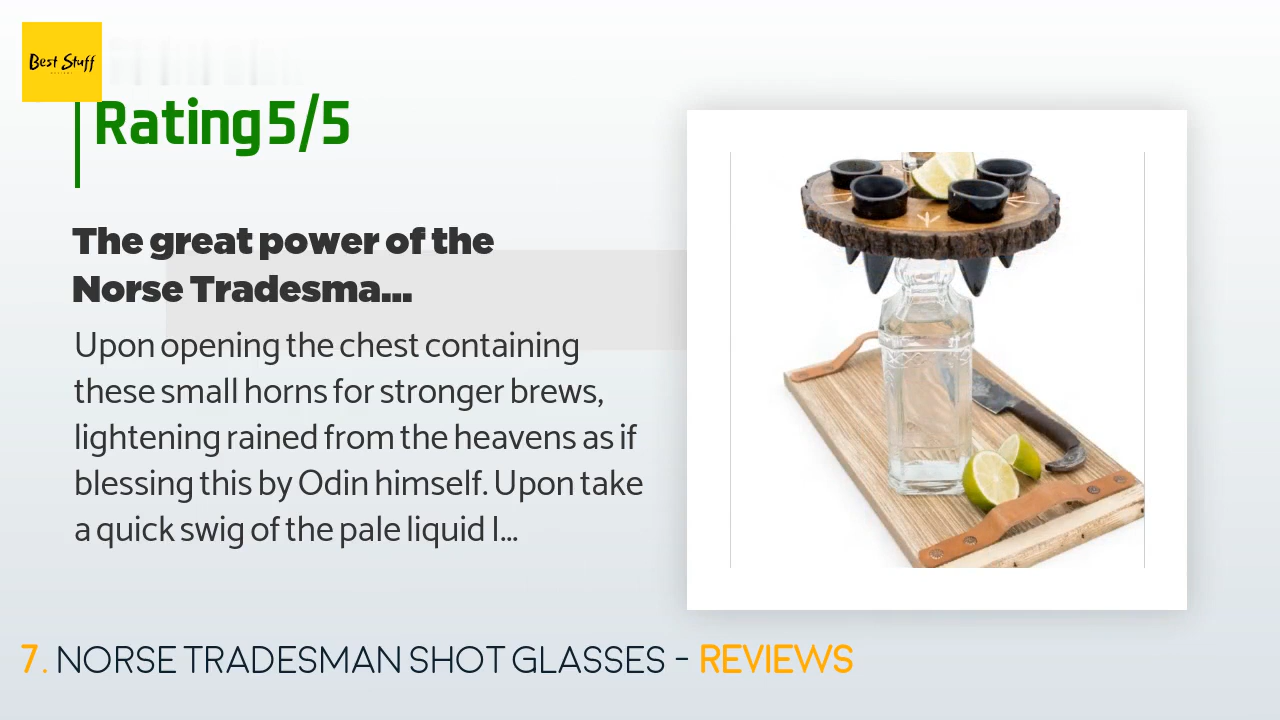 Best Stuff
Rating 5/5
The great power of the
Norse Tradesma...
Upon opening the chest containing
these small horns for stronger brews,
lightening rained from the heavens as if
blessing this by Odin himself. Upon take
a quick swig of the pale liquid I...
7. NORSE TRADESMAN SHOT GLASSES - REVIEWS